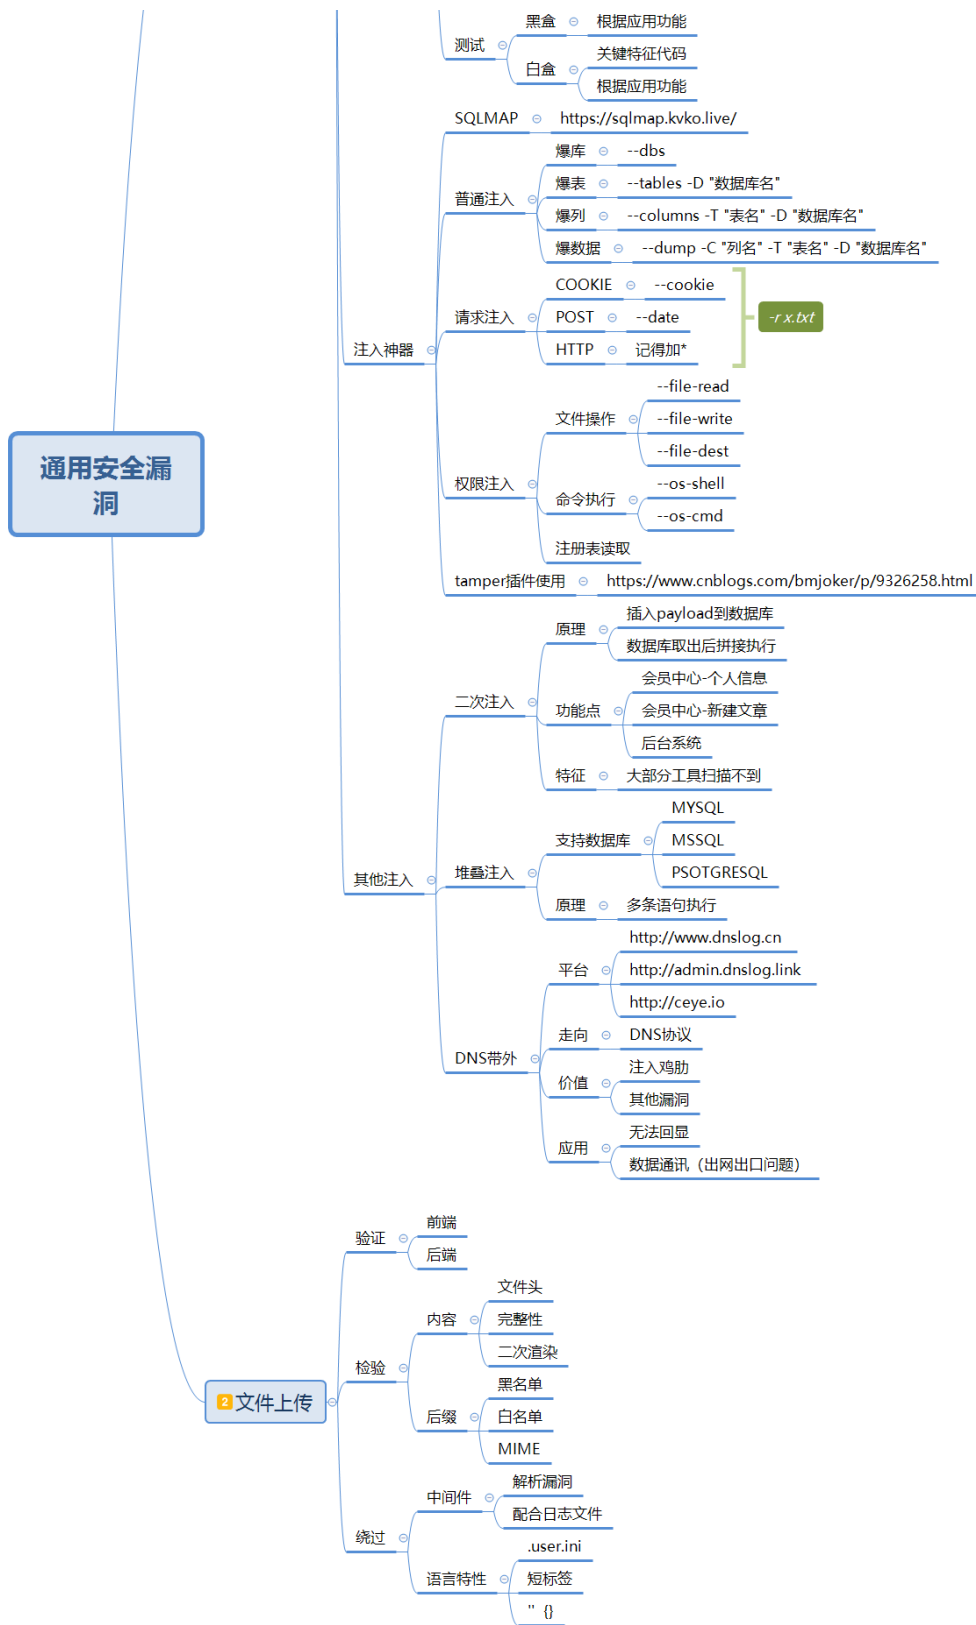 黑盒
根据应用功能
测试
关键特征代码
白盒
根据应用功能
SQLMAP
https://sqlmap.kvko.live/
爆库
--dbs
爆表
--tables -D "数据库名"
普通注入
爆列
--columns -T "表名" -D "数据库名"
爆数据
--dump -C "列名" -T "表名" -D "数据库名"
COOKIE
--cookie
请求注入
POST
--date
-r x.txt
HTTP
记得加*
注入神器
--file-read
文件操作
--file-write
--file-dest
权限注入
--os-shell
命令执行
--os-cmd
注册表读取
tamper插件使用
https://www.cnblogs.com/bmjoker/p/9326258.html
通用安全漏
洞
插入payload到数据库
原理
数据库取出后拼接执行
二次注入
会员中心-个人信息
功能点
会员中心-新建文章
后台系统
特征
大部分工具扫描不到
其他注入
MYSQL
支持数据库
MSSQL
堆叠注入
PSOTGRESQL
原理
多条语句执行
http://www.dnslog.cn
平台
http://admin.dnslog.link
http://ceye.io
走向
DNS协议
DNS带外
注入鸡肋
价值
其他漏洞
无法回显
应用
数据通讯（出网出口问题）
前端
验证
后端
文件头
内容
完整性
二次渲染
检验
2 文件上传
黑名单
后缀
白名单
MIME
解析漏洞
中间件
配合日志文件
绕过
.user.ini
语言特性
短标签
'' {}